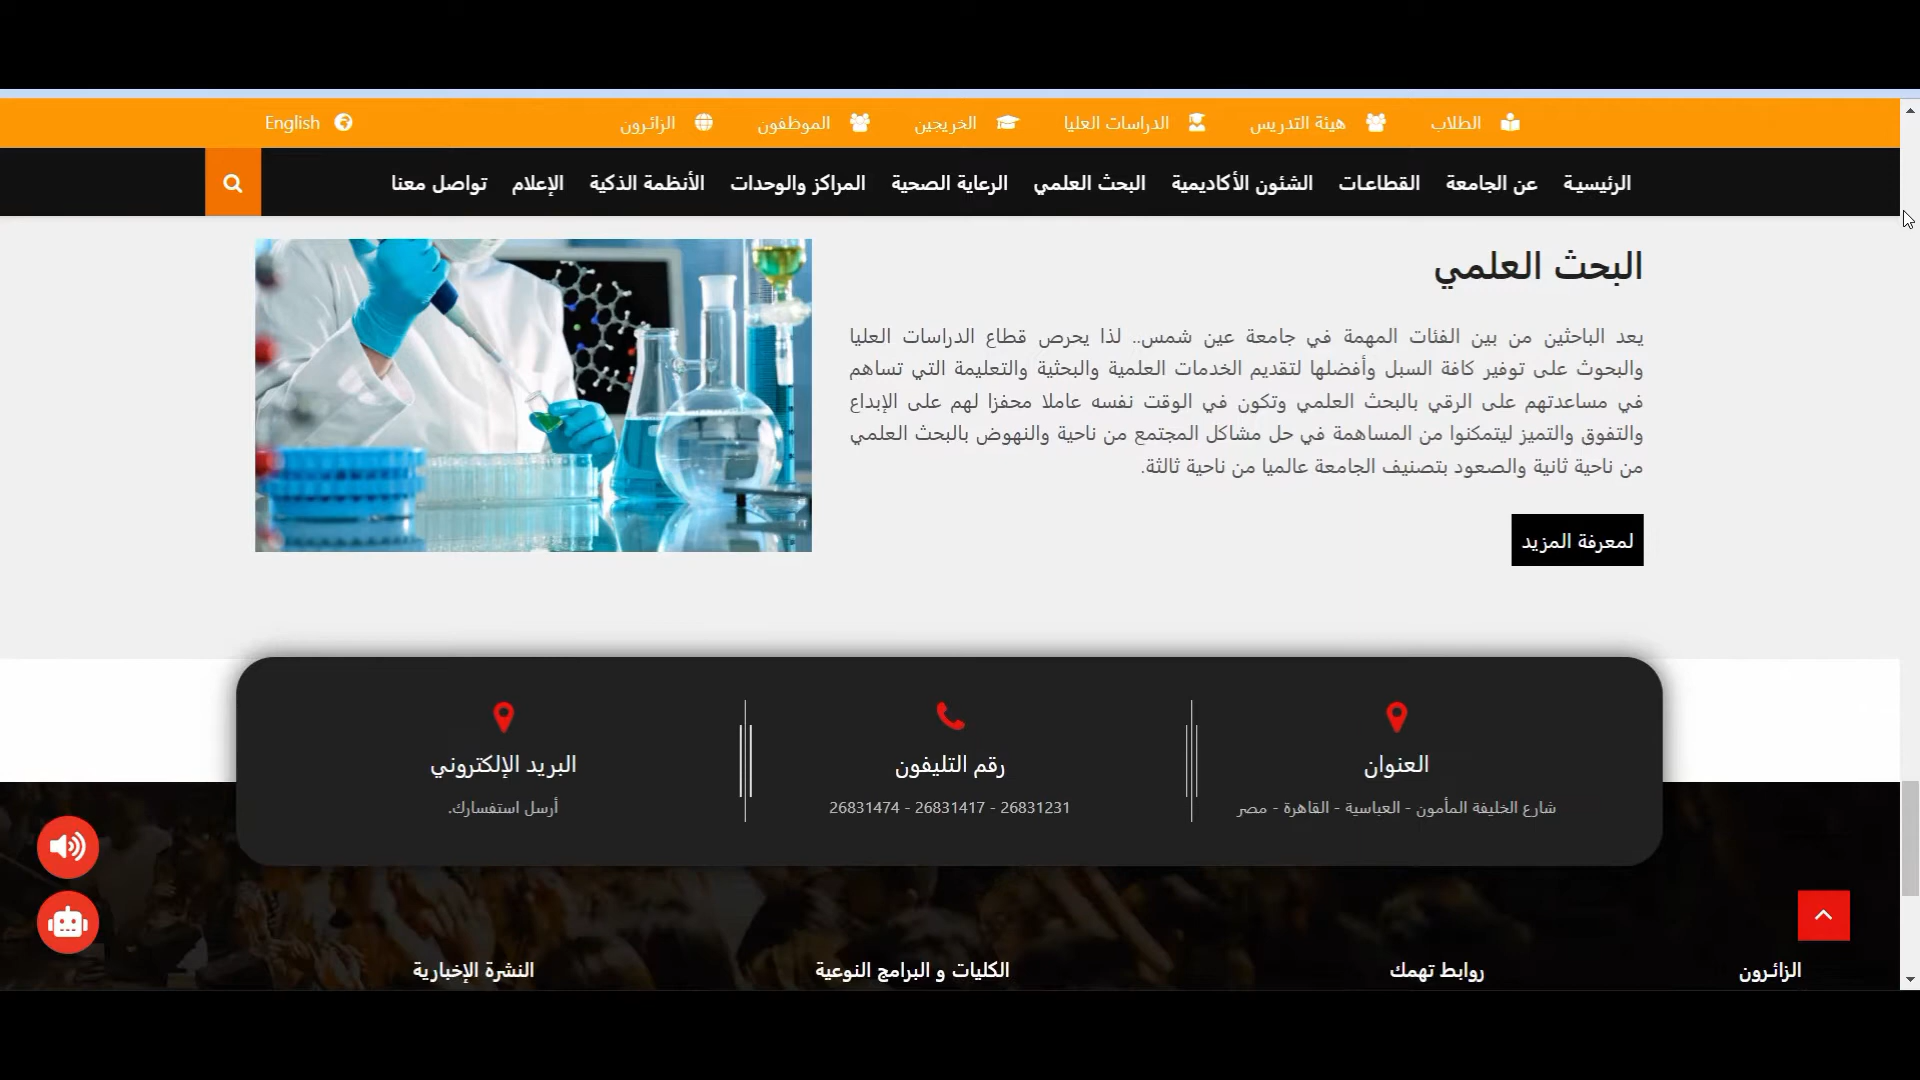 الطلاب هيئة التدريس الدراسات العليا الخريجين الموظفون الزائرون English
الرئيسية عن الجامعة القطاعات الشئون الأكاديمية البحث العلمي الرعاية الصحية المراكز والوحدات الأنظمة الذكية الإعلام تواصل معنا
البحث العلمي
يعد الباحثين من بين الفئات المهمة في جامعة عين شمس.. لذا يحرص قطاع الدراسات العليا
والبحوث على توفير كافة السبل وأفضلها لتقديم الخدمات العلمية والبحثية والتعليمة التي تساهم
في مساعدتهم على الرقي بالبحث العلمي وتكون في الوقت نفسه عاملا محفزا لهم على الإبداع
والتفوق والتميز ليتمكنوا من المساهمة في حل مشاكل المجتمع من ناحية والنهوض بالبحث العلمي
من ناحية ثانية والصعود بتصنيف الجامعة عالميا من ناحية ثالثة.
لمعرفة المزيد
العنوان
شارع الخليفة المأمون - العباسية - القاهرة - مصر
رقم التليفون
26831474 - 26831417 - 26831231
البريد الإلكتروني
أرسل استفسارك.
الزائرون روابط تهمك الكليات و البرامج النوعية النشرة الإخبارية